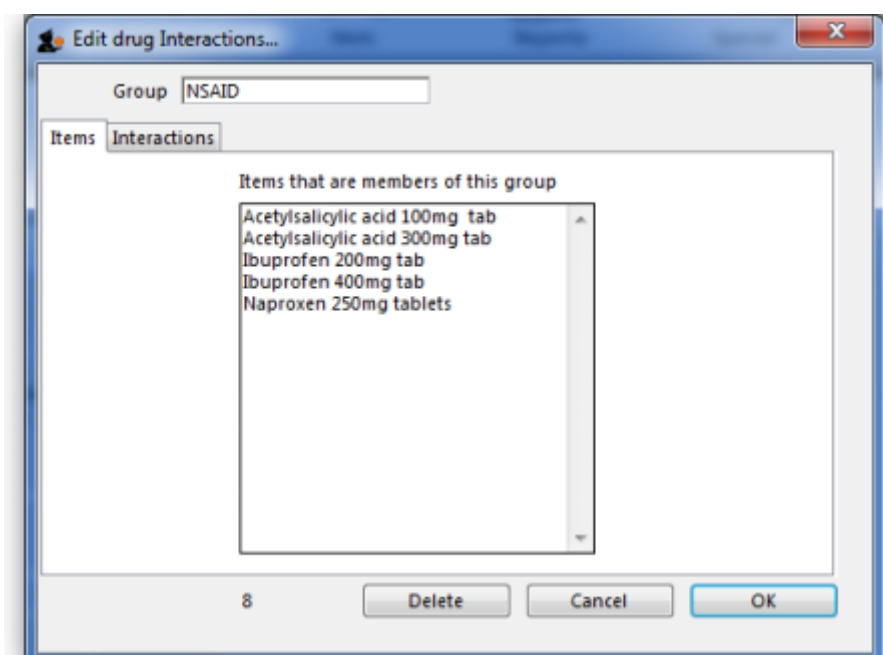 Edit drug Interactions...
Group NSAID
Items Interactions
Items that are members of this group
Acetylsalicylic acid 100mg  tab
Acetylsalicylic acid 300mg tab
Ibuprofen 200mg tab
Ibuprofen 400mg tab
Naproxen 250mg tablets
8 Delete Cancel OK